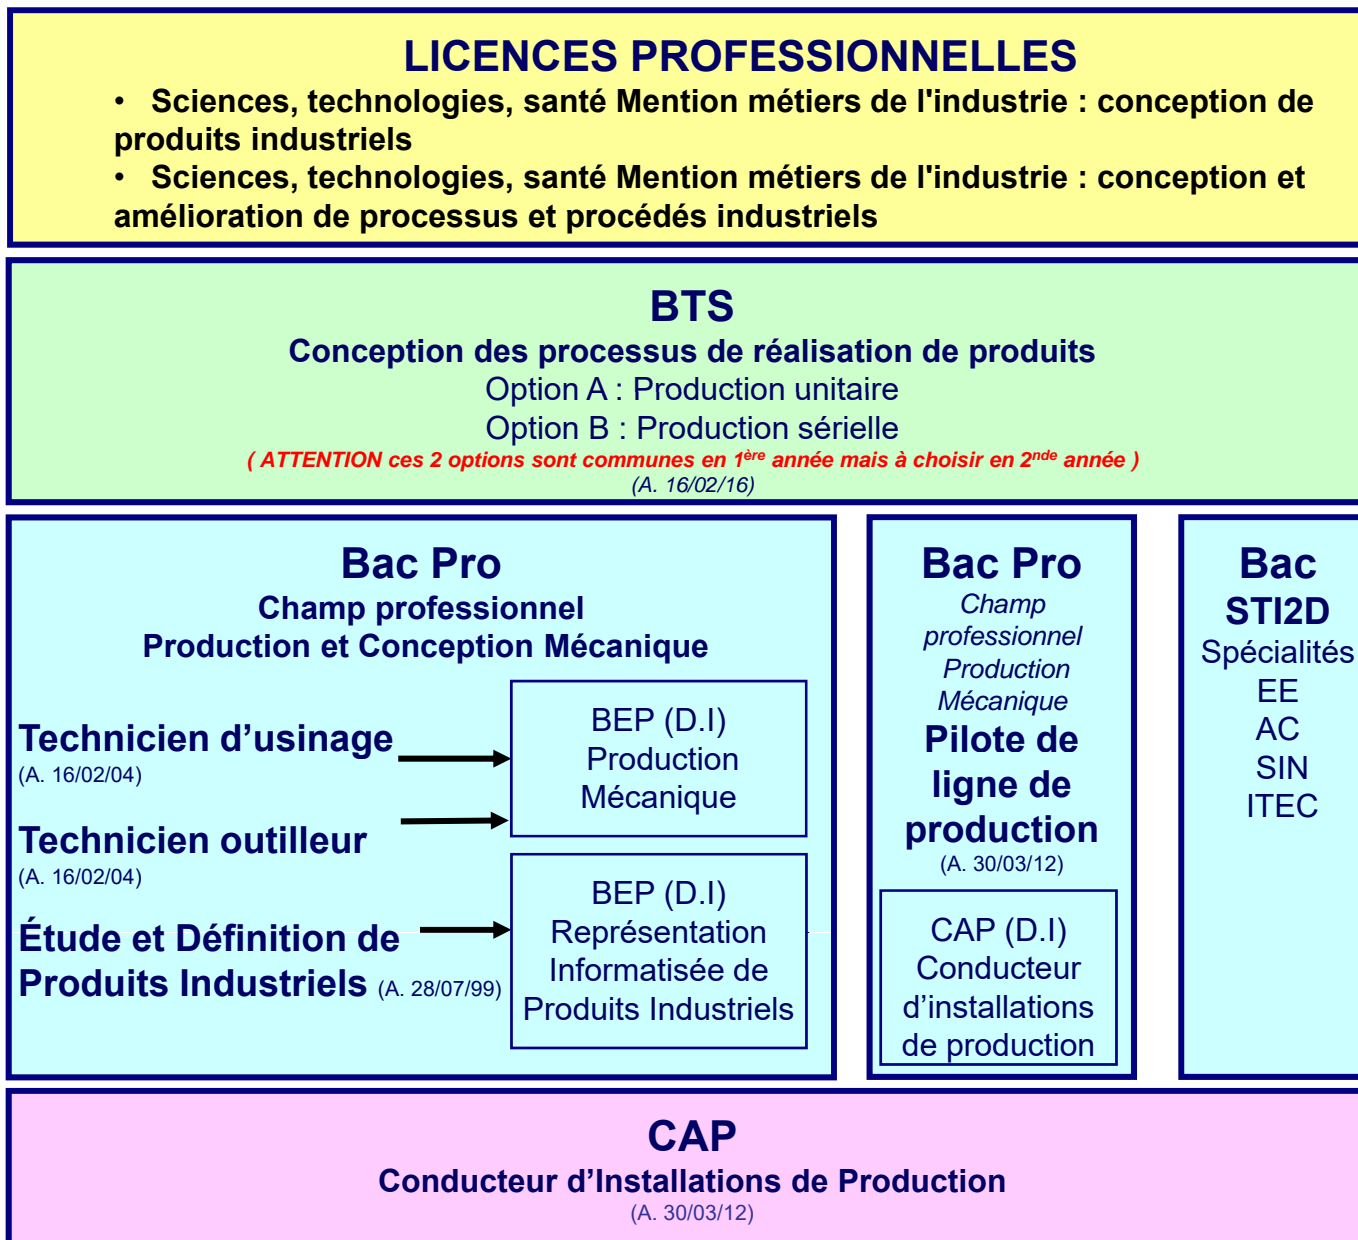 LICENCES PROFESSIONNELLES
• Sciences, technologies, santé Mention métiers de l'industrie : conception de
produits industriels
• Sciences, technologies, santé Mention métiers de l'industrie : conception et
amélioration de processus et procédés industriels
BTS
Conception des processus de réalisation de produits
Option A : Production unitaire
Option B : Production sérielle
( ATTENTION ces 2 options sont communes en 1ère année mais à choisir en 2nde année )
(A. 16/02/16)
Bac Pro
Champ professionnel
Production et Conception Mécanique
Technicien d’usinage
(A. 16/02/04)
Technicien outilleur
(A. 16/02/04)
Étude et Définition de
Produits Industriels (A. 28/07/99)
BEP (D.I)
Production
Mécanique
BEP (D.I)
Représentation
Informatisée de
Produits Industriels
Bac Pro
Champ
professionnel
Production
Mécanique
Pilote de
ligne de
production
(A. 30/03/12)
CAP (D.I)
Conducteur
d’installations
de production
Bac
STI2D
Spécialités
EE
AC
SIN
ITEC
CAP
Conducteur d’Installations de Production
(A. 30/03/12)